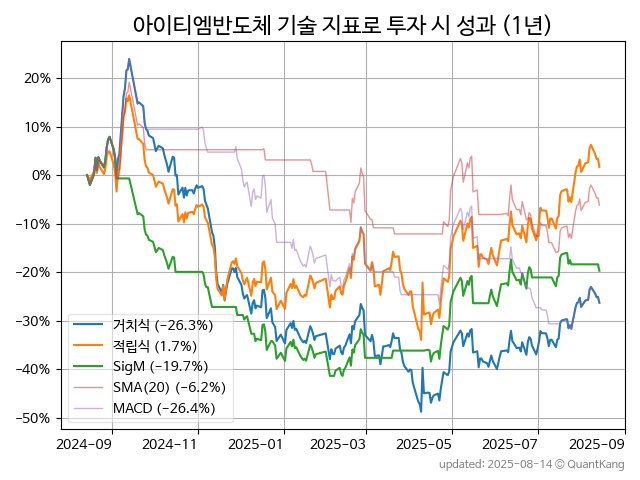 아이티엠반도체 기술 지표로 투자 시 성과 (1년)
20%
10%
0%
−10%
−20%
−30%
−40%
−50%
거치식 (−26.3%)
적립식 (1.7%)
SigM (−19.7%)
SMA(20) (−6.2%)
MACD (−26.4%)
2024-09
2024-11
2025-01
2025-03
2025-05
2025-07
2025-09
updated: 2025-08-14 © QuantKang